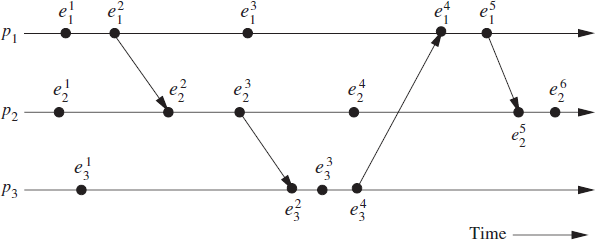 e_1^1 e_1^2 e_1^3 e_1^4 e_1^5
p_1
e_2^1 e_2^2 e_2^3 e_2^4 e_2^6
p_2
e_2^5
e_3^1 e_3^3
p_3
e_3^2 e_3^4
Time